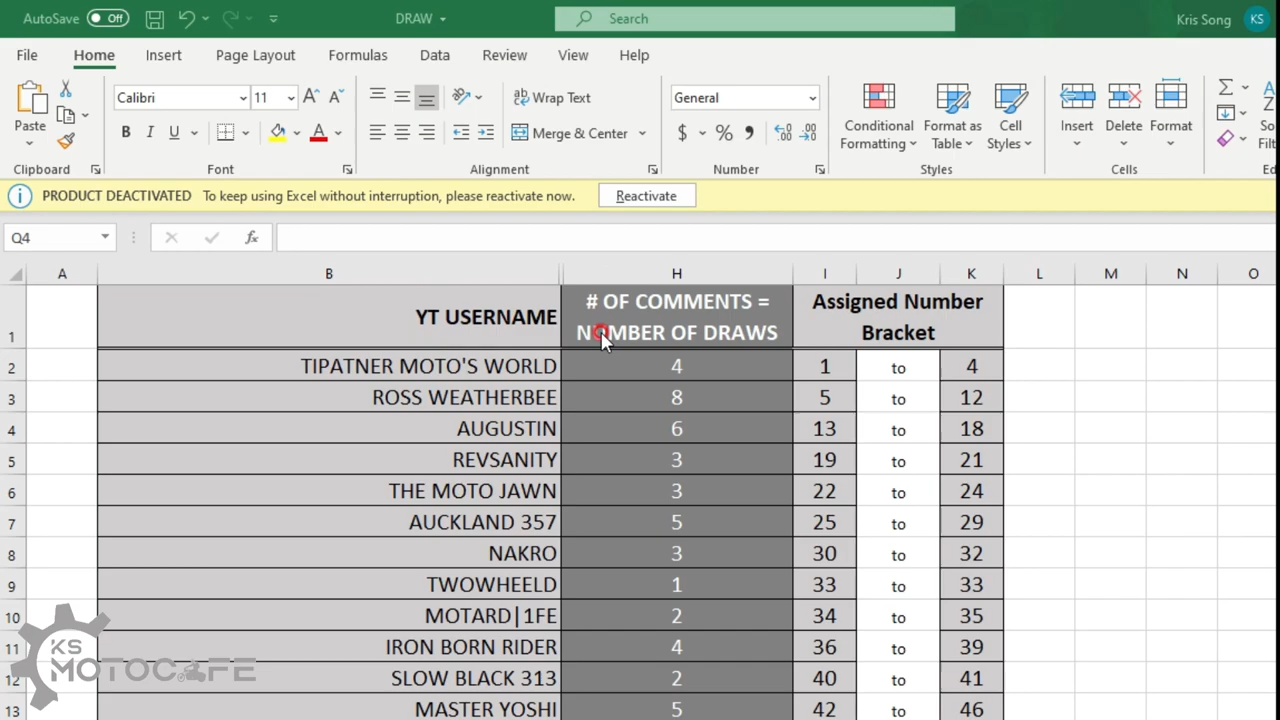 AutoSave Off DRAW Search Kris Song KS
File Home Insert Page Layout Formulas Data Review View Help
Paste Calibri 11 A A Wrap Text General Conditional Formatting Format as Table Cell Styles Insert Delete Format
B I U A Merge & Center $ % 9
Clipboard Font Alignment Number Styles Cells
PRODUCT DEACTIVATED To keep using Excel without interruption, please reactivate now. Reactivate
Q4 fx
A B H I J K L M N O
1 YT USERNAME # OF COMMENTS = NUMBER OF DRAWS Assigned Number Bracket
2 TIPATNER MOTO'S WORLD 4 1 to 4
3 ROSS WEATHERBEE 8 5 to 12
4 AUGUSTIN 6 13 to 18
5 REVSANITY 3 19 to 21
6 THE MOTO JAWN 3 22 to 24
7 AUCKLAND 357 5 25 to 29
8 NAKRO 3 30 to 32
9 TWOWHEELD 1 33 to 33
10 MOTARD|1FE 2 34 to 35
11 IRON BORN RIDER 4 36 to 39
12 SLOW BLACK 313 2 40 to 41
13 MASTER YOSHI 5 42 to 46
KS
MOTOCAFE